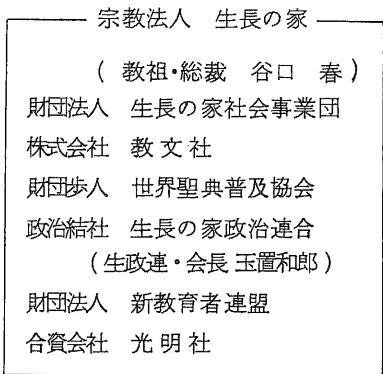 宗教法人　生長の家
( 教祖・総裁　谷口　春 )
財団法人　生長の家社会事業団
株式会社　教 文 社
財団歩人　世界聖典普及協会
政治結社　生長の家政治連合
( 生政連・会長 玉置和郎 )
財団法人　新教育者連盟
合資会社　光 明 社